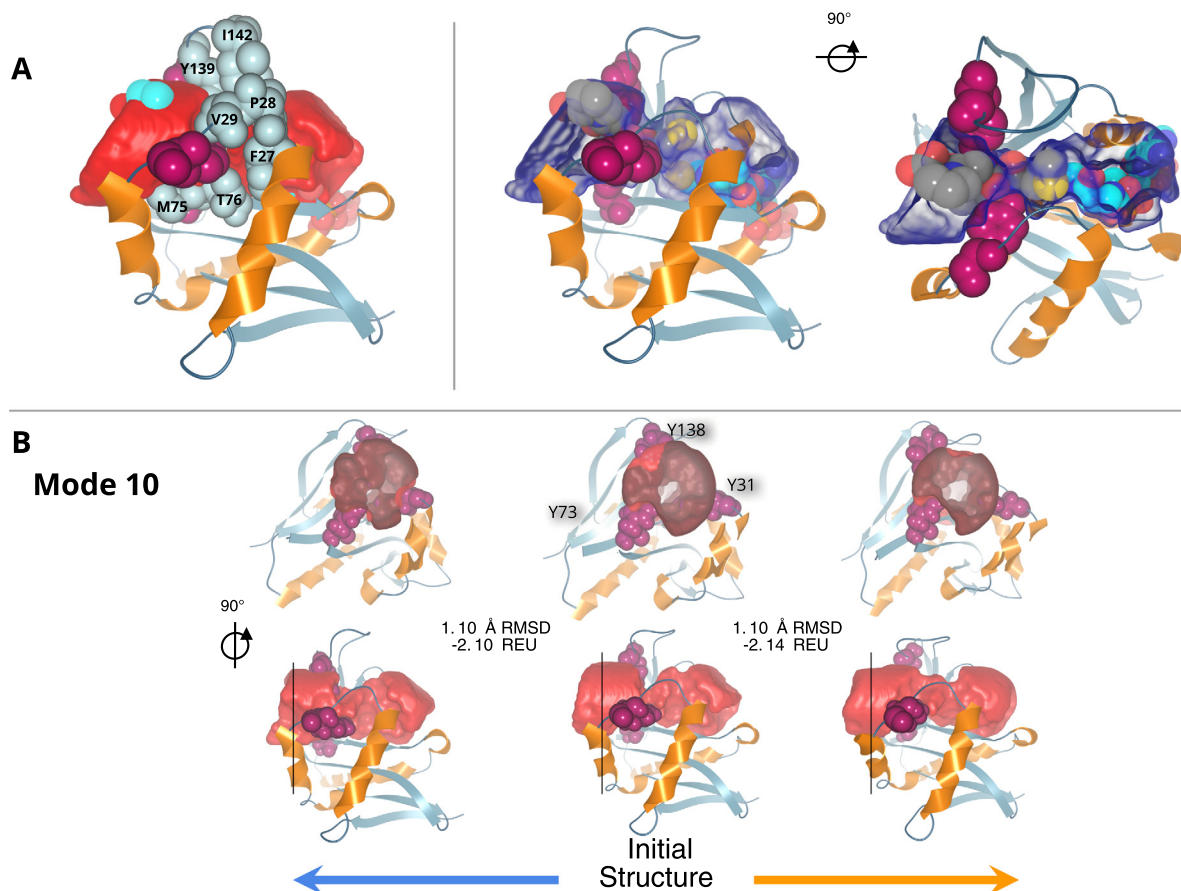 A
I142
Y139
P28
V29
F27
M75
T76
90°
B
Mode 10
Y138
Y31
Y73
90°
1.10 Å RMSD
-2.10 REU
1.10 Å RMSD
-2.14 REU
Initial
Structure